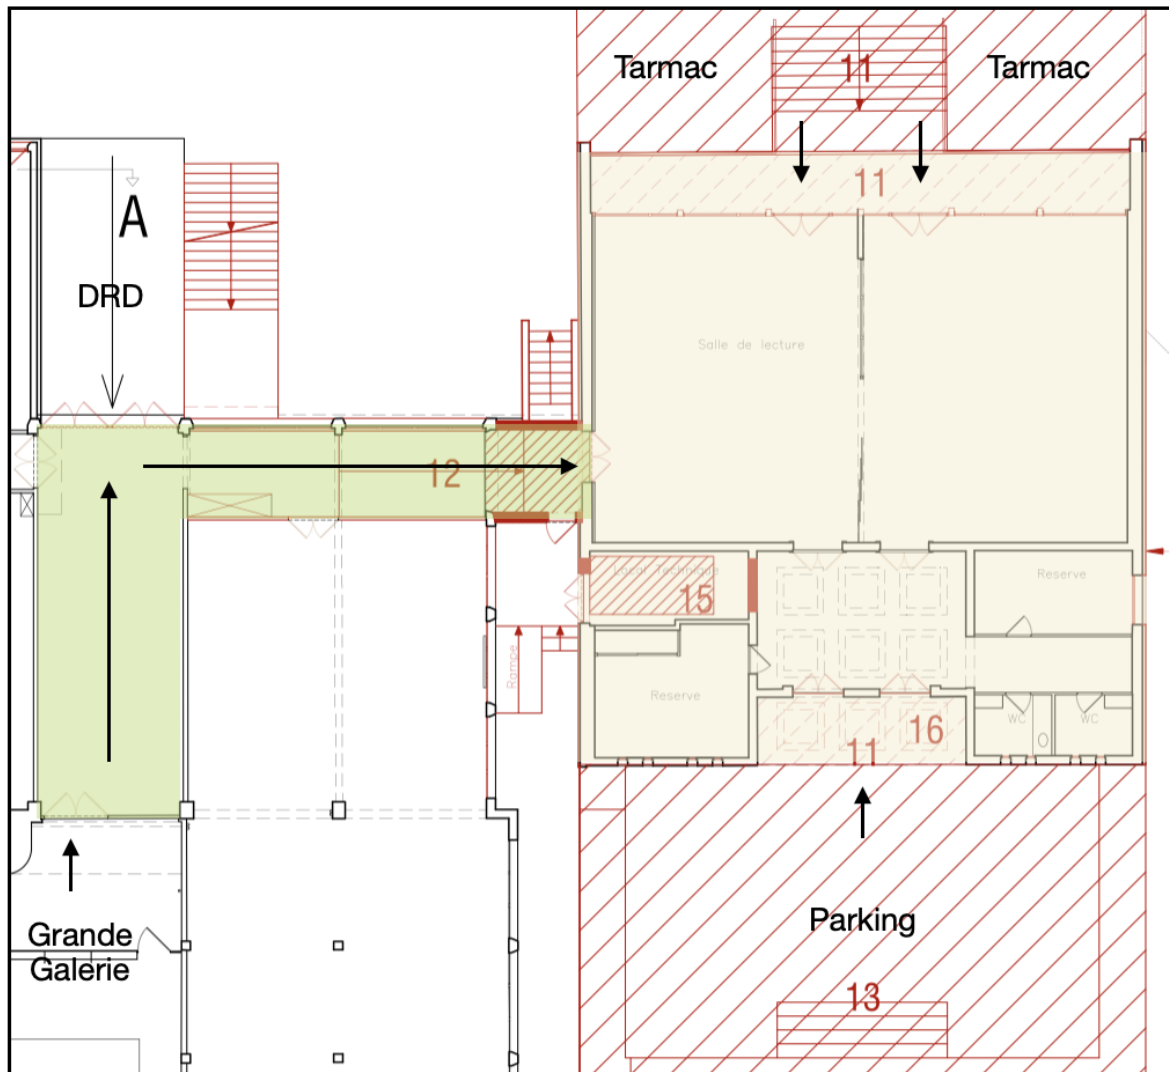 Tarmac
11
Tarmac
11
A
DRD
Salle de lecture
12
Local Technique
15
Reserve
Rampe
Reserve
16
11
WC
WC
Grande
Galerie
Parking
13